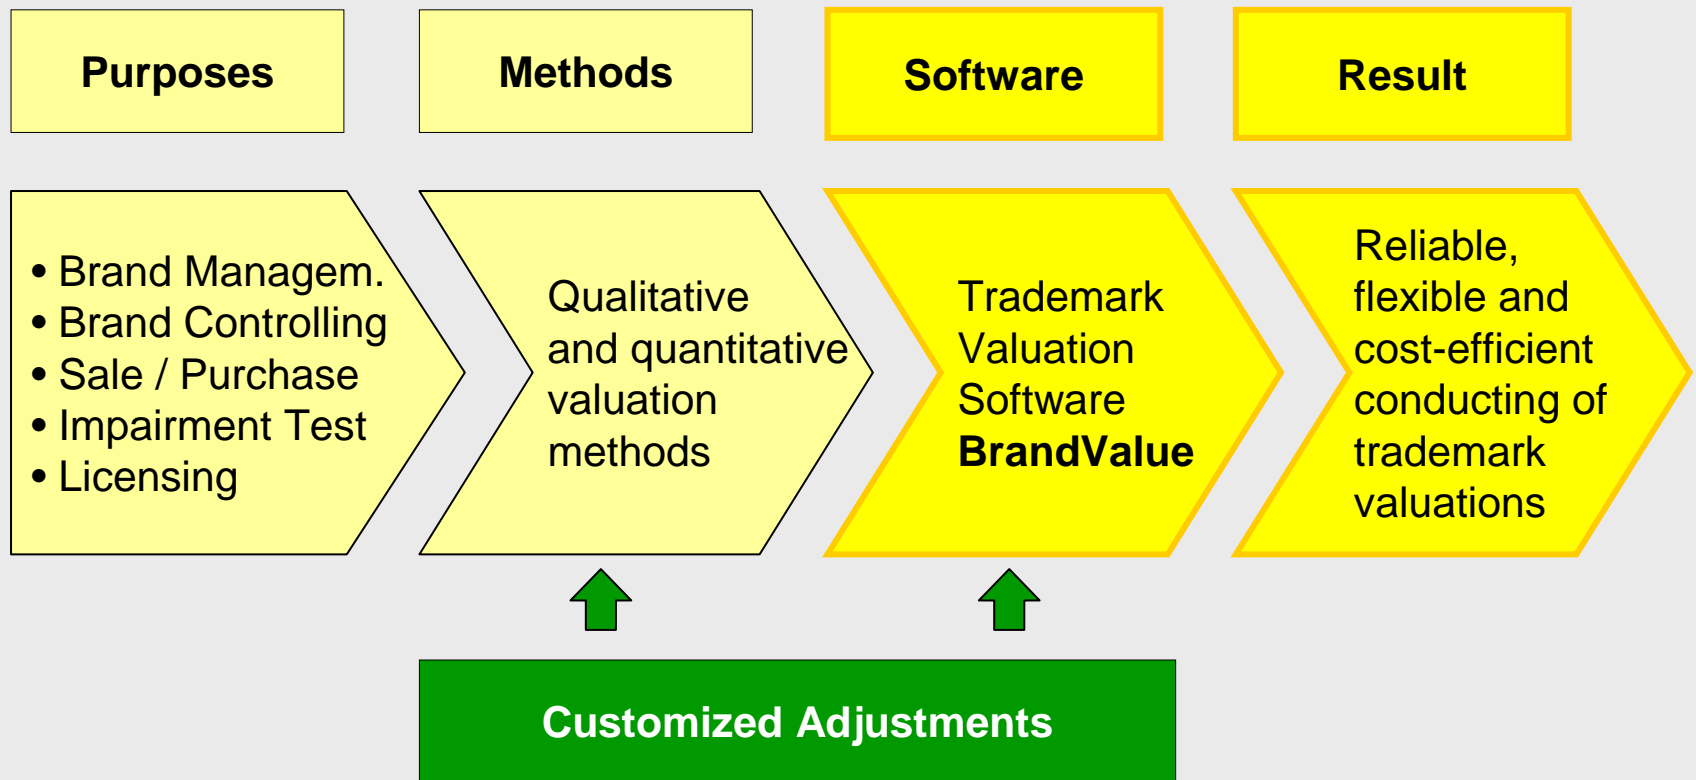 Purposes
Methods
Software
Result
• Brand Managem.
• Brand Controlling
• Sale / Purchase
• Impairment Test
• Licensing
Qualitative
and quantitative
valuation
methods
Trademark
Valuation
Software
BrandValue
Reliable,
flexible and
cost-efficient
conducting of
trademark
valuations
Customized Adjustments